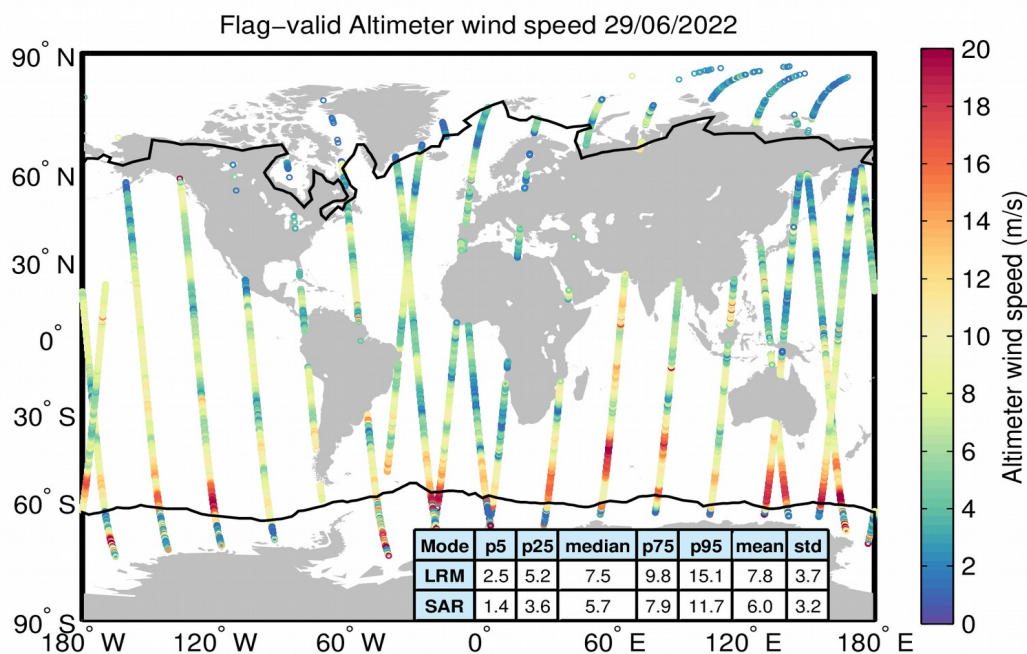 Flag−valid Altimeter wind speed 29/06/2022
90° N
60° N
30° N
0°
30° S
60° S
90° S
180° W
120° W
60° W
0°
60° E
120° E
180° E
Mode p5 p25 median p75 p95 mean std
LRM 2.5 5.2 7.5 9.8 15.1 7.8 3.7
SAR 1.4 3.6 5.7 7.9 11.7 6.0 3.2
20
18
16
14
12
10
8
6
4
2
0
Altimeter wind speed (m/s)